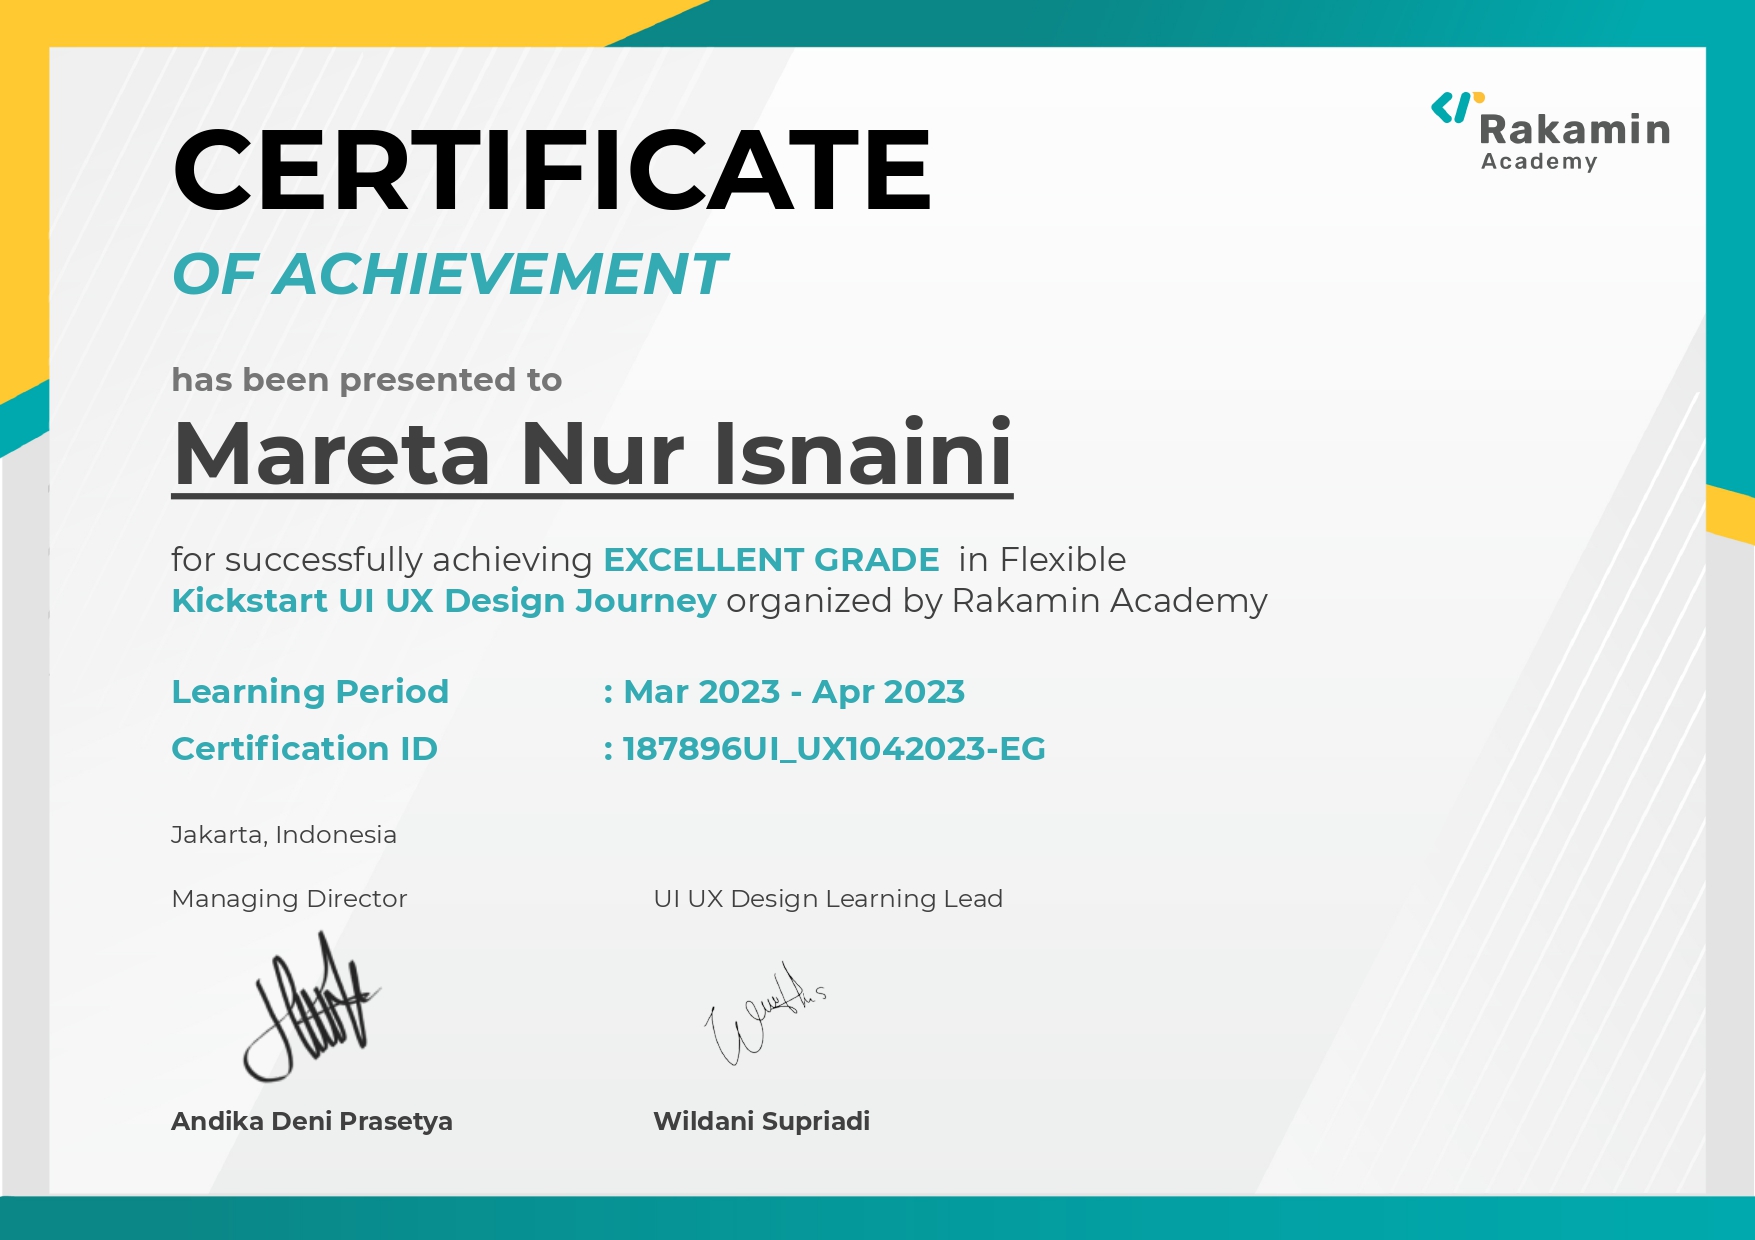 Rakamin
Academy
CERTIFICATE
OF ACHIEVEMENT
has been presented to
Mareta Nur Isnaini
for successfully achieving EXCELLENT GRADE in Flexible
Kickstart UI UX Design Journey organized by Rakamin Academy
Learning Period : Mar 2023 - Apr 2023
Certification ID : 187896UI_UX1042023-EG
Jakarta, Indonesia
Managing Director UI UX Design Learning Lead
Andika Deni Prasetya Wildani Supriadi